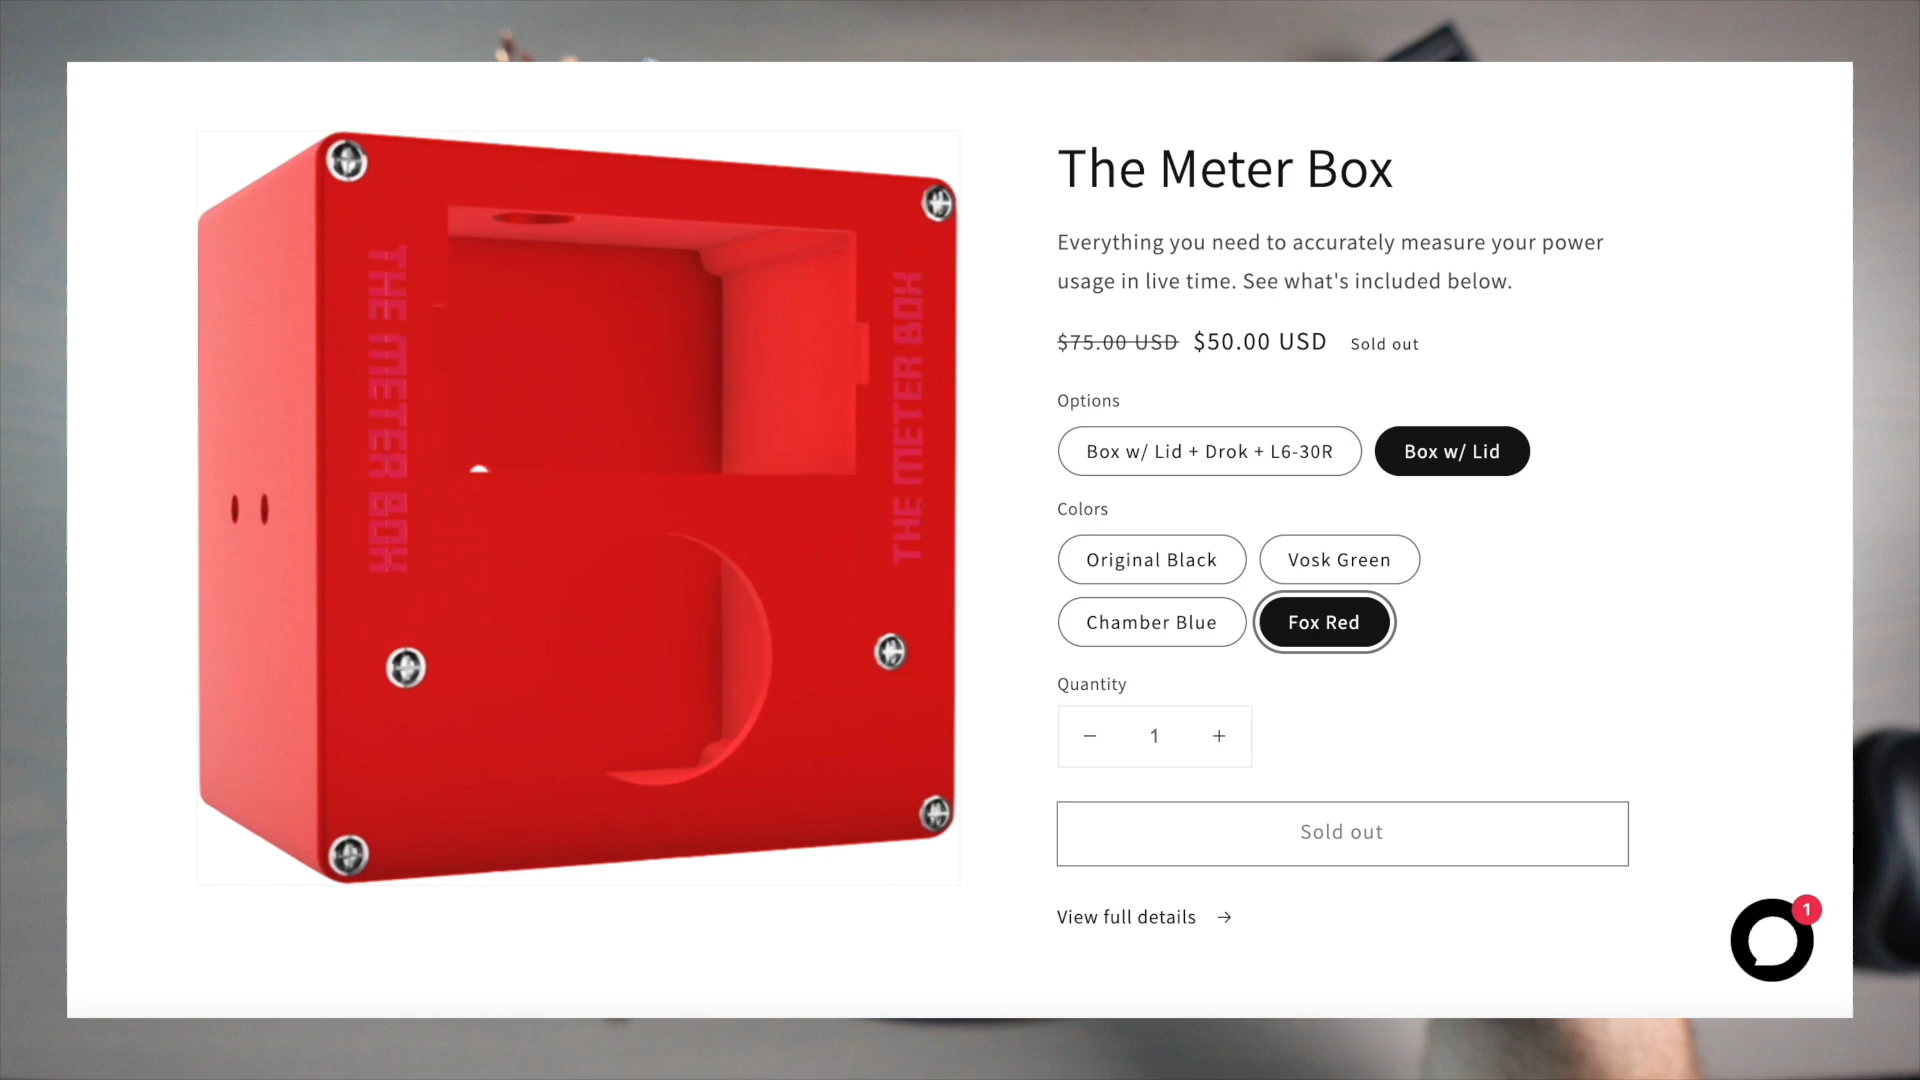 THE METER BOX
THE METER BOX
The Meter Box
Everything you need to accurately measure your power
usage in live time. See what's included below.
$75.00 USD $50.00 USD Sold out
Options
Box w/ Lid + Drok + L6-30R Box w/ Lid
Colors
Original Black Vosk Green
Chamber Blue Fox Red
Quantity
− 1 +
Sold out
View full details →
1